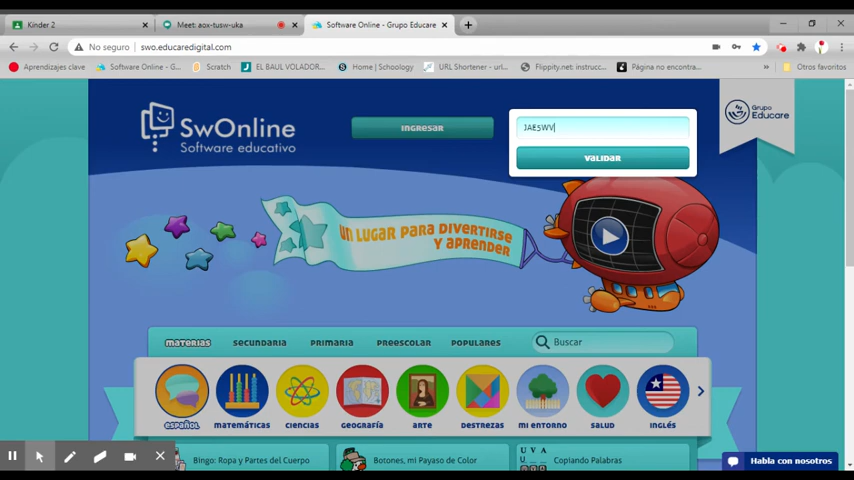 Kínder 2
Meet: aox-tusw-uka
Software Online - Grupo Educare
No seguro
swo.educaredigital.com
Aprendizajes clave
Software Online - G...
Scratch
EL BAUL VOLADOR...
Home | Schoology
URL Shortener - url...
Flippity.net: instrucc...
Página no encontra...
»
Otros favoritos
SwOnline
Software educativo
INGRESAR
JAE5WV
VALIDAR
Grupo
Educare
UN LUGAR PARA DIVERTIRSE
Y APRENDER
MATERIAS
SECUNDARIA
PRIMARIA
PREESCOLAR
POPULARES
Buscar
ESPAÑOL
MATEMÁTICAS
CIENCIAS
GEOGRAFÍA
ARTE
DESTREZAS
MI ENTORNO
SALUD
INGLÉS
Bingo: Ropa y Partes del Cuerpo
Botones, mi Payaso de Color
U V A
U _ _
Copiando Palabras
Habla con nosotros